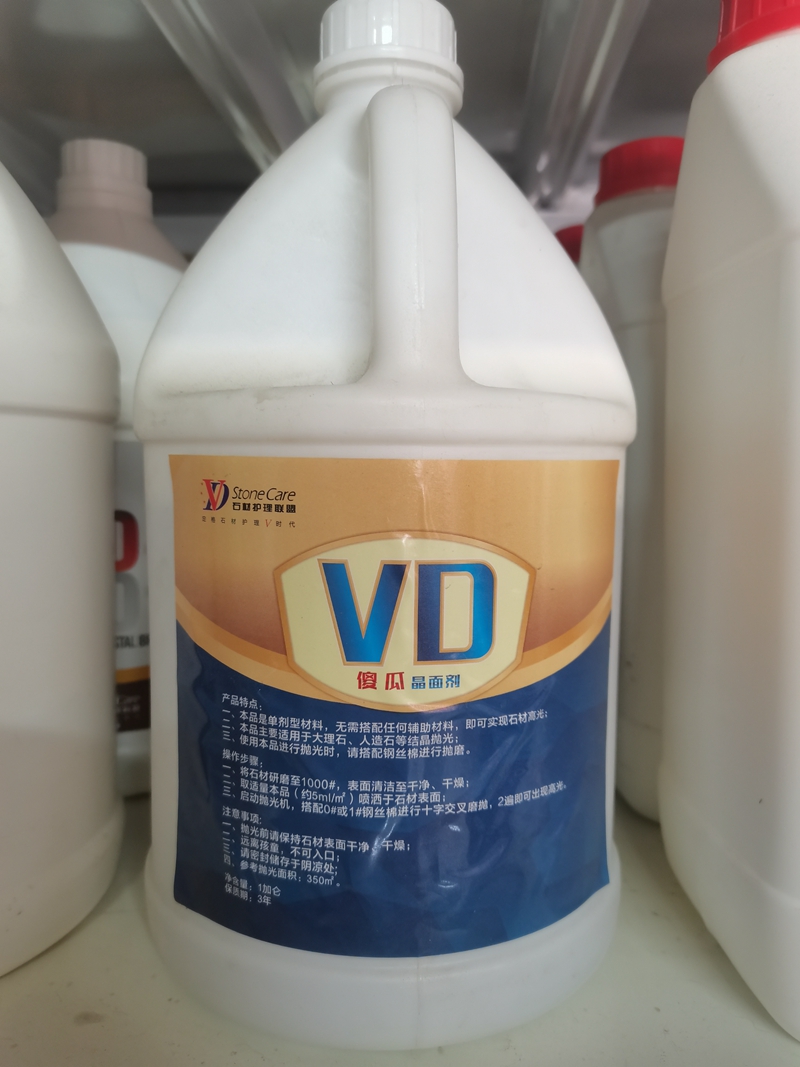 VD StoneCare
石材护理联盟
石材护理V时代
VD
傻瓜晶面剂
产品特点：
一、本品是单剂型材料，无需搭配任何辅助材料，即可实现石材高光；
二、本品主要适用于大理石、人造石等结晶抛光；
三、使用本品进行抛光时，请搭配钢丝棉进行抛磨。
操作步骤：
一、将石材研磨至1000#，表面清洁至干净、干燥；
二、取适量本品（约5ml/㎡）喷洒于石材表面；
三、启动抛光机，搭配0#或1#钢丝棉进行十字交叉磨抛，2遍即可出现高光。
注意事项：
一、抛光前请保持石材表面干净、干燥；
二、远离孩童，不可入口；
三、请密封储存于阴凉处；
四、参考抛光面积：350㎡。
净含量：1加仑
保质期：3年